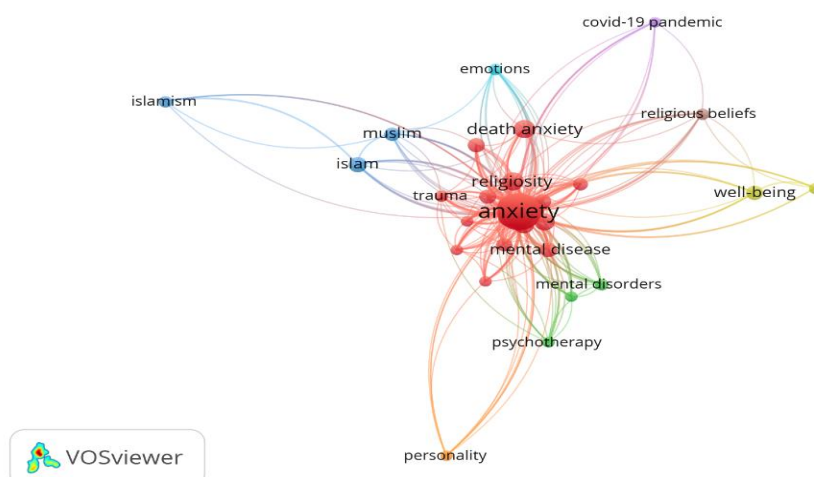 covid-19 pandemic
emotions
islamism
religious beliefs
death anxiety
muslim
islam
religiosity
trauma
well-being
anxiety
mental disease
mental disorders
psychotherapy
personality
VOSviewer